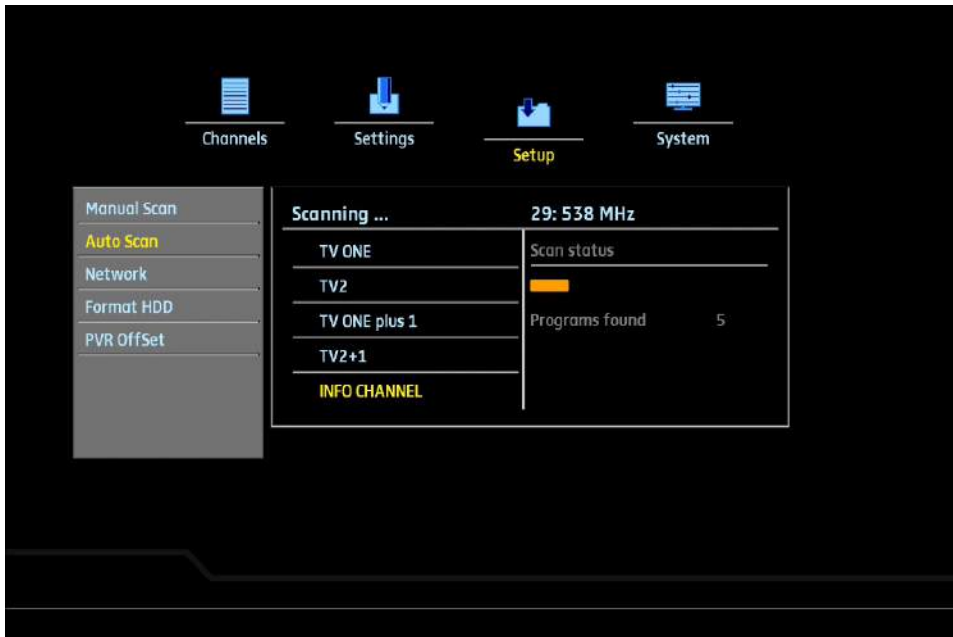 Channels Settings Setup System
Manual Scan
Auto Scan
Network
Format HDD
PVR OffSet
Scanning ... 29: 538 MHz
TV ONE
TV2
TV ONE plus 1
TV2+1
INFO CHANNEL
Scan status
Programs found 5